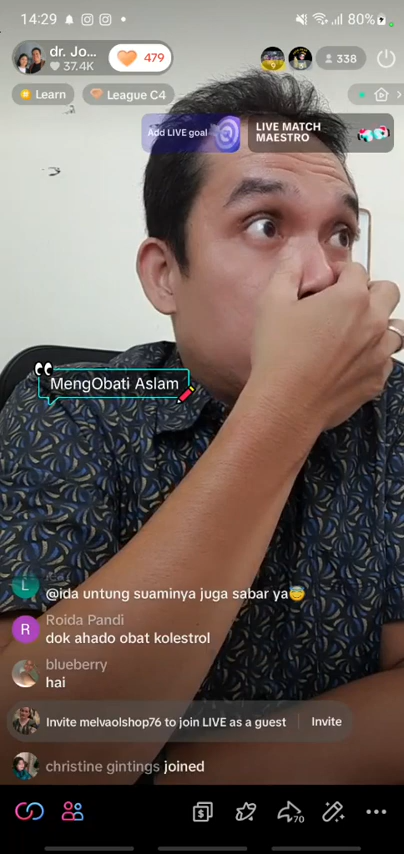 14:29
80%
dr. Jo...
37.4K
479
338
Learn
League C4
Add LIVE goal
LIVE MATCH
MAESTRO
MengObati Aslam
L
@ida untung suaminya juga sabar ya😇
R
Roida Pandi
dok ahado obat kolestrol
blueberry
hai
Invite melvaolshop76 to join LIVE as a guest
Invite
christine gintings joined
70